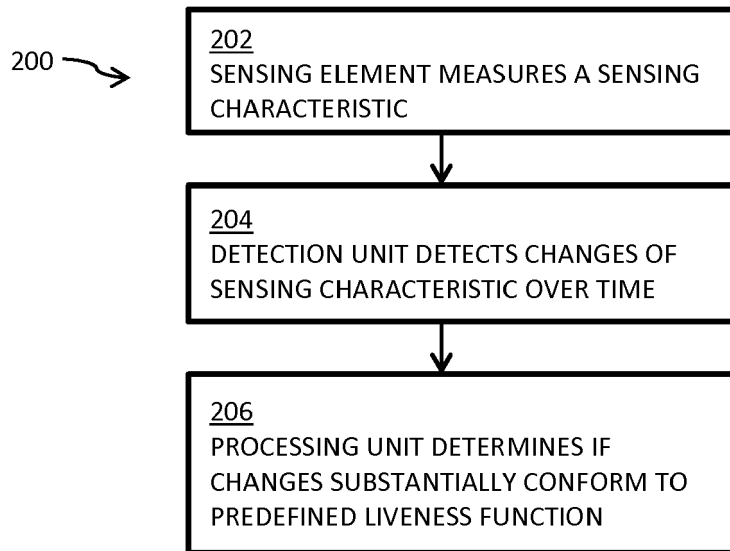 200
202
SENSING ELEMENT MEASURES A SENSING
CHARACTERISTIC
204
DETECTION UNIT DETECTS CHANGES OF
SENSING CHARACTERISTIC OVER TIME
206
PROCESSING UNIT DETERMINES IF
CHANGES SUBSTANTIALLY CONFORM TO
PREDEFINED LIVENESS FUNCTION